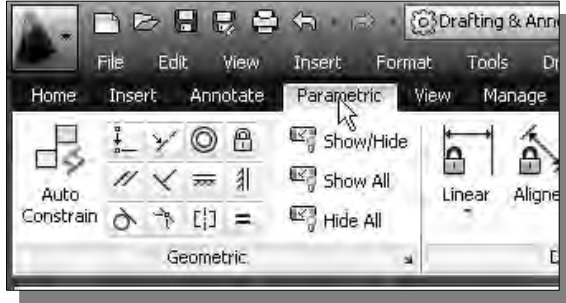 Drafting & Ann
File Edit View Insert Format Tools Dr
Home Insert Annotate Parametric View Manage
Auto Constrain
Show/Hide
Show All
Hide All
Linear Aligne
Geometric
D